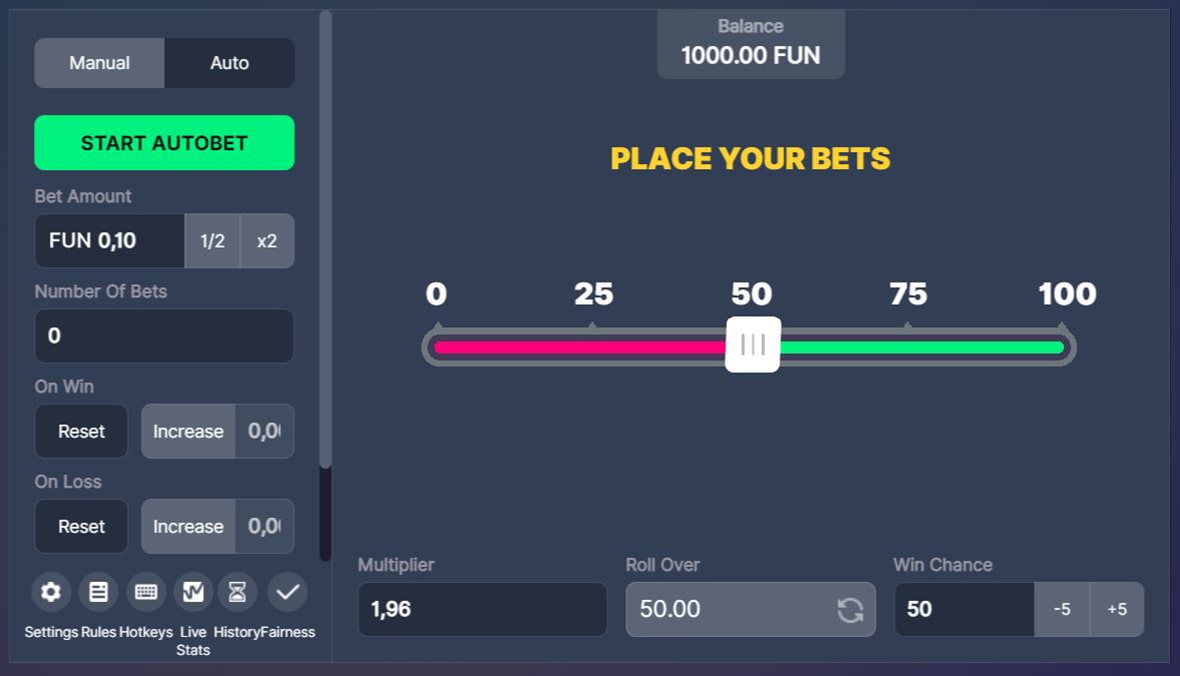 Manual
Auto
START AUTOBET
Bet Amount
FUN 0,10
1/2
x2
Number Of Bets
0
On Win
Reset
Increase
0,0
On Loss
Reset
Increase
0,0
Settings
Rules
Hotkeys
Live
Stats
History
Fairness
Balance
1000.00 FUN
PLACE YOUR BETS
0
25
50
75
100
Multiplier
1,96
Roll Over
50.00
Win Chance
50
-5
+5